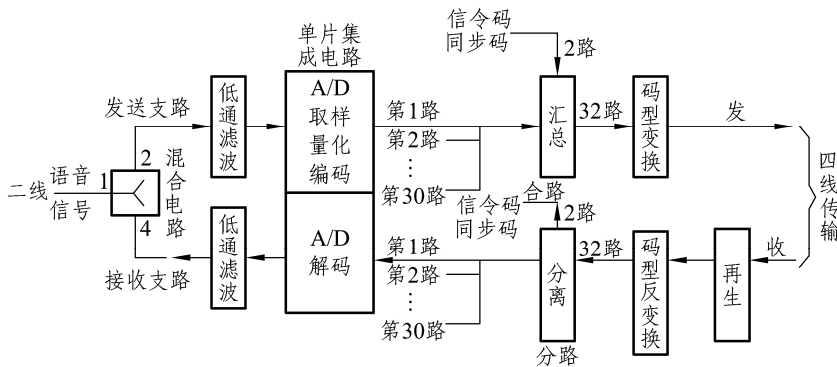 单片集
成电路
信令码
同步码
2路
发送支路
低通滤波
A/D
取样
量化
编码
第1路
第2路
⋮
第30路
汇总
合路
32路
码型变换
发
二线
语音
信号
1
2
4
混合电路
四线传输
接收支路
低通滤波
A/D
解码
第1路
第2路
⋮
第30路
信令码
同步码
2路
分离
分路
32路
码型反变换
再生
收